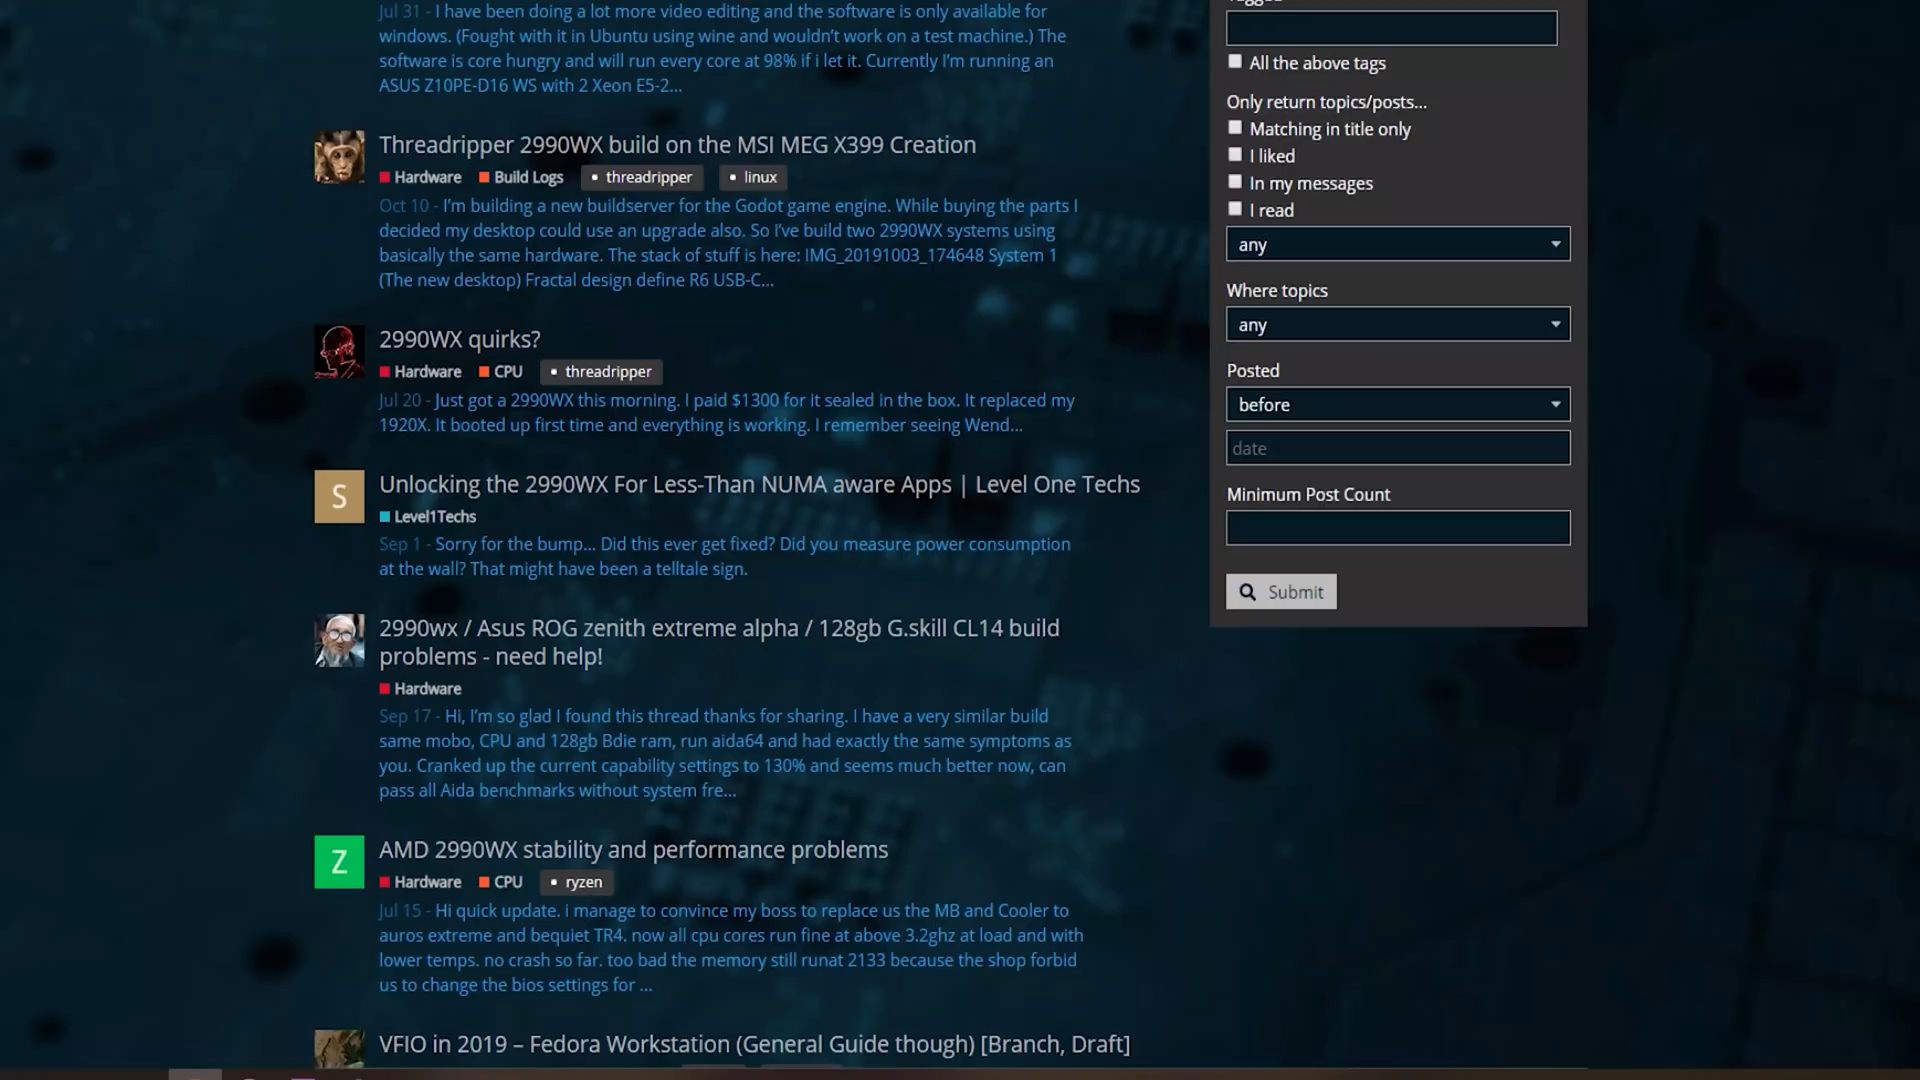 Jul 31 - I have been doing a lot more video editing and the software is only available for
windows. (Fought with it in Ubuntu using wine and wouldn't work on a test machine.) The
software is core hungry and will run every core at 98% if i let it. Currently I'm running an
ASUS Z10PE-D16 WS with 2 Xeon E5-2...
Threadripper 2990WX build on the MSI MEG X399 Creation
Hardware Build Logs • threadripper • linux
Oct 10 - I'm building a new buildserver for the Godot game engine. While buying the parts I
decided my desktop could use an upgrade also. So I've build two 2990WX systems using
basically the same hardware. The stack of stuff is here: IMG_20191003_174648 System 1
(The new desktop) Fractal design define R6 USB-C...
2990WX quirks?
Hardware CPU • threadripper
Jul 20 - Just got a 2990WX this morning. I paid $1300 for it sealed in the box. It replaced my
1920X. It booted up first time and everything is working. I remember seeing Wend...
S
Unlocking the 2990WX For Less-Than NUMA aware Apps | Level One Techs
Level1Techs
Sep 1 - Sorry for the bump... Did this ever get fixed? Did you measure power consumption
at the wall? That might have been a telltale sign.
2990wx / Asus ROG zenith extreme alpha / 128gb G.skill CL14 build
problems - need help!
Hardware
Sep 17 - Hi, I'm so glad I found this thread thanks for sharing. I have a very similar build
same mobo, CPU and 128gb Bdie ram, run aida64 and had exactly the same symptoms as
you. Cranked up the current capability settings to 130% and seems much better now, can
pass all Aida benchmarks without system fre...
Z
AMD 2990WX stability and performance problems
Hardware CPU • ryzen
Jul 15 - Hi quick update. i manage to convince my boss to replace us the MB and Cooler to
auros extreme and bequiet TR4. now all cpu cores run fine at above 3.2ghz at load and with
lower temps. no crash so far. too bad the memory still runat 2133 because the shop forbid
us to change the bios settings for ...
VFIO in 2019 – Fedora Workstation (General Guide though) [Branch, Draft]
All the above tags
Only return topics/posts...
Matching in title only
I liked
In my messages
I read
any
Where topics
any
Posted
before
date
Minimum Post Count
Submit